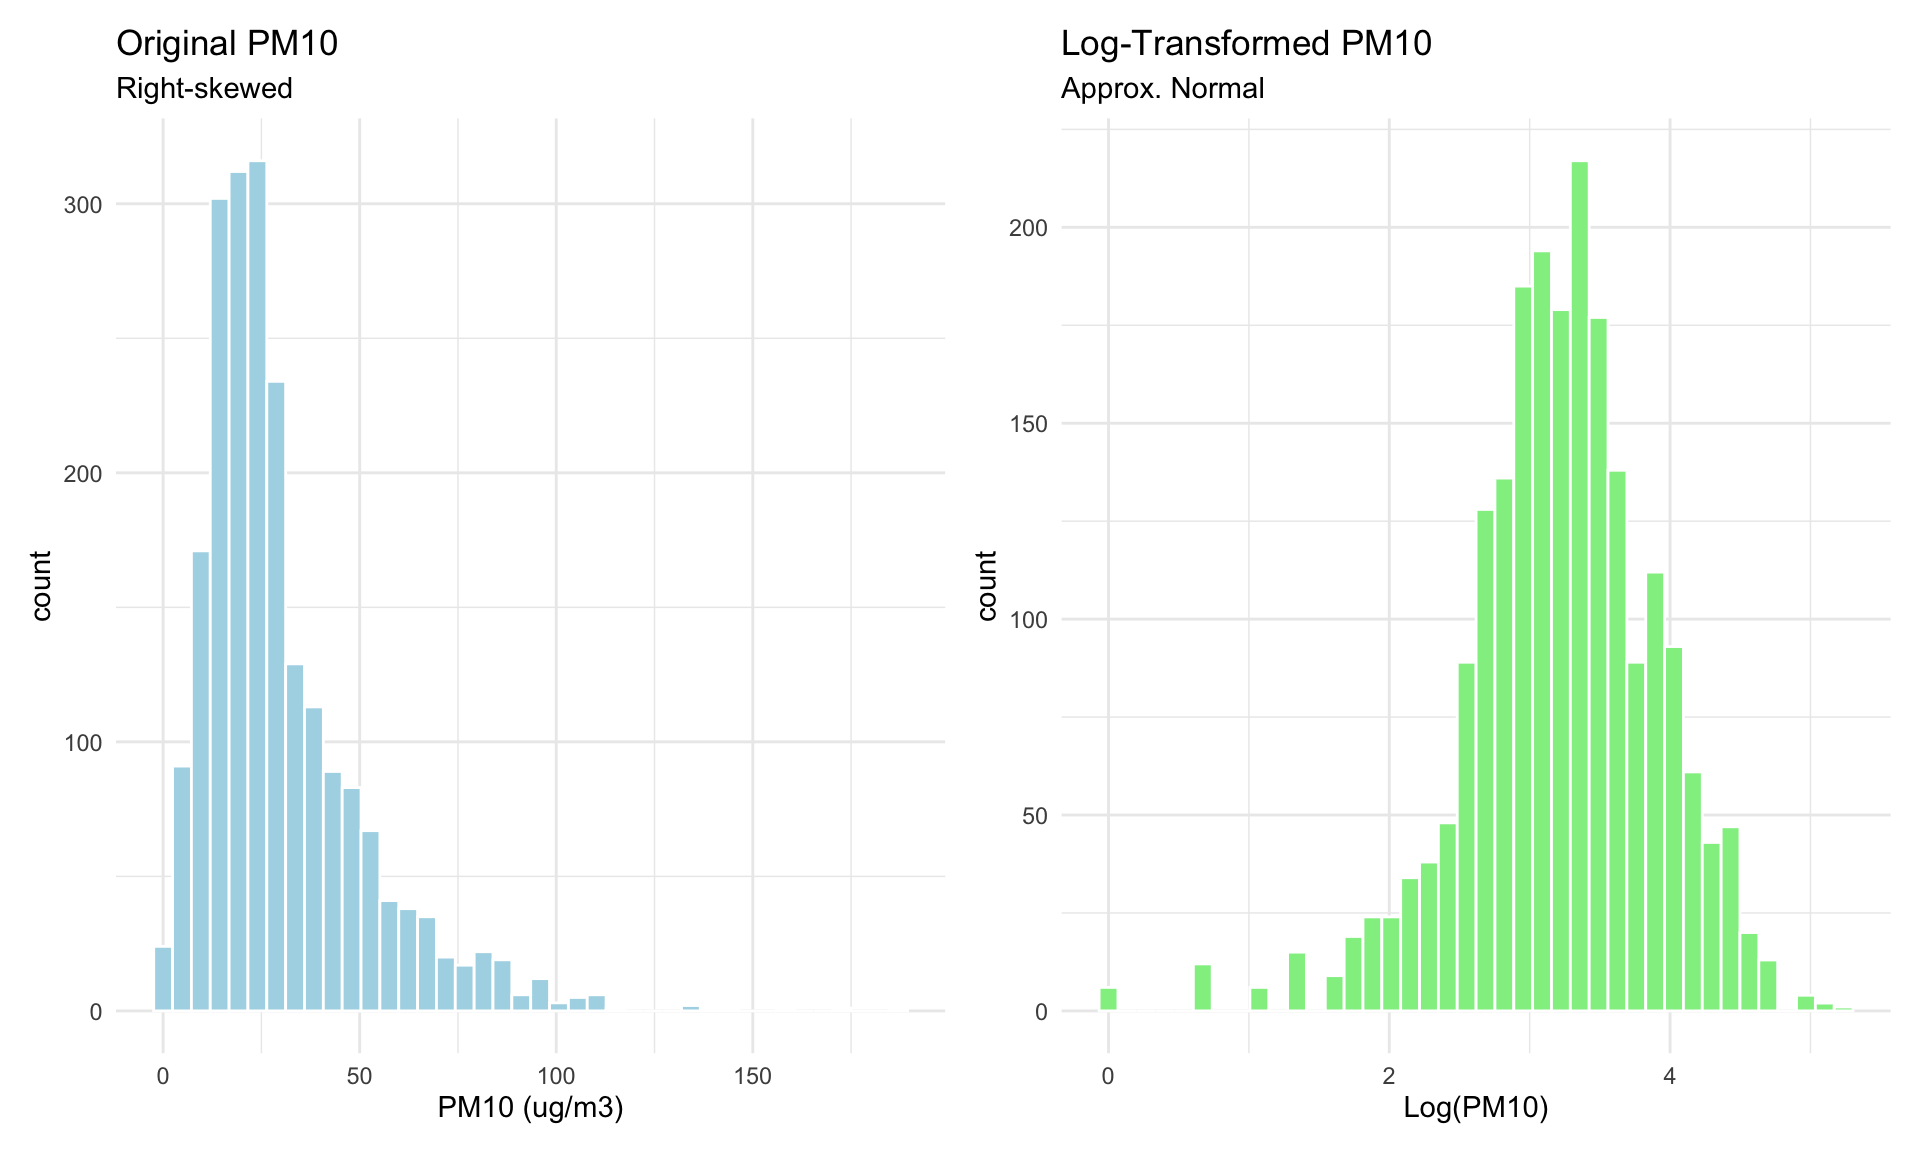 Original PM10
Right-skewed
300
200
100
0
count
0 50 100 150
PM10 (ug/m3)
Log-Transformed PM10
Approx. Normal
200
150
100
50
0
count
0 2 4
Log(PM10)